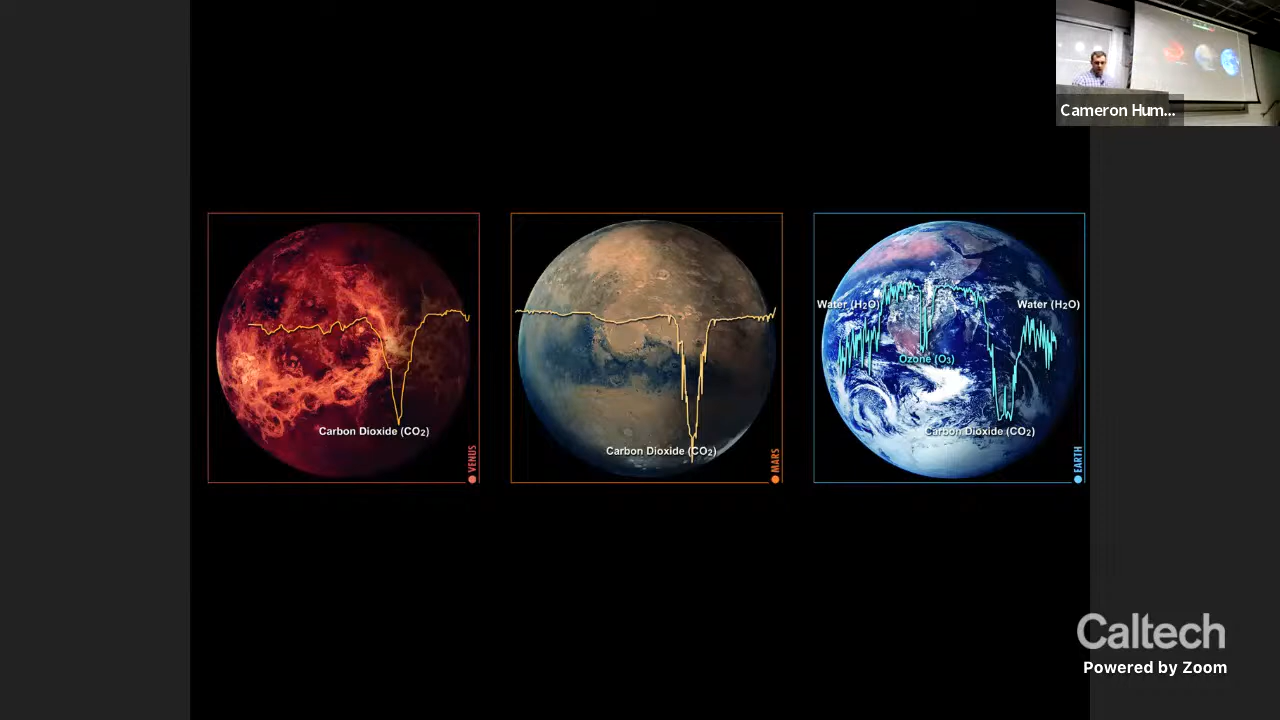 Cameron Hum...
Water (H₂O)
Water (H₂O)
Ozone (O₃)
Carbon Dioxide (CO₂)
Carbon Dioxide (CO₂)
Carbon Dioxide (CO₂)
VENUS
MARS
EARTH
Caltech
Powered by Zoom